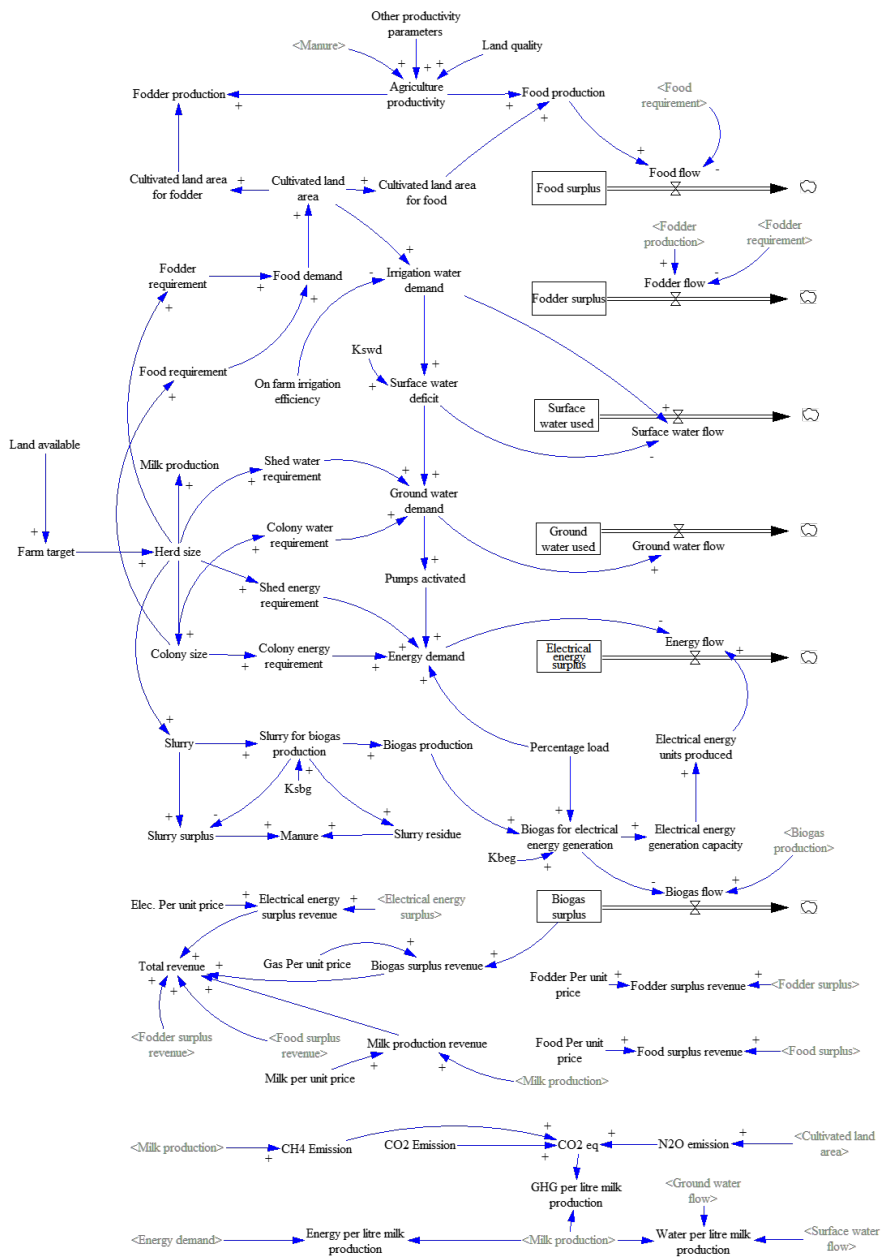 Other productivity
parameters
<Manure>
Land quality
Fodder production
Agriculture
productivity
Food production
<Food
requirement>
Cultivated land area
for fodder
Cultivated land
area
Cultivated land area
for food
Food flow
Food surplus
<Fodder
production>
<Fodder
requirement>
Fodder
requirement
Food demand
Irrigation water
demand
Fodder flow
Fodder surplus
Kswd
Food requirement
On farm irrigation
efficiency
Surface water
deficit
Surface
water used
Surface water flow
Land available
Milk production
Shed water
requirement
Ground water
demand
Colony water
requirement
Ground
water used
Ground water flow
Farm target
Herd size
Shed energy
requirement
Pumps activated
Colony size
Colony energy
requirement
Energy demand
Electrical
energy
surplus
Energy flow
Slurry
Slurry for biogas
production
Biogas production
Percentage load
Electrical energy
units produced
Ksbg
Slurry surplus
Manure
Slurry residue
Biogas for electrical
energy generation
Electrical energy
generation capacity
<Biogas
production>
Kbeg
Biogas flow
Elec. Per unit price
Electrical energy
surplus revenue
<Electrical energy
surplus>
Biogas
surplus
Total revenue
Gas Per unit price
Biogas surplus revenue
Fodder Per unit
price
Fodder surplus revenue
<Fodder surplus>
<Fodder surplus
revenue>
<Food surplus
revenue>
Milk production revenue
Food Per unit
price
Food surplus revenue
<Food surplus>
Milk per unit price
<Milk production>
<Milk production>
CH4 Emission
CO2 Emission
CO2 eq
N2O emission
<Cultivated land
area>
GHG per litre milk
production
<Ground water
flow>
<Energy demand>
Energy per litre milk
production
<Milk production>
Water per litre milk
production
<Surface water
flow>